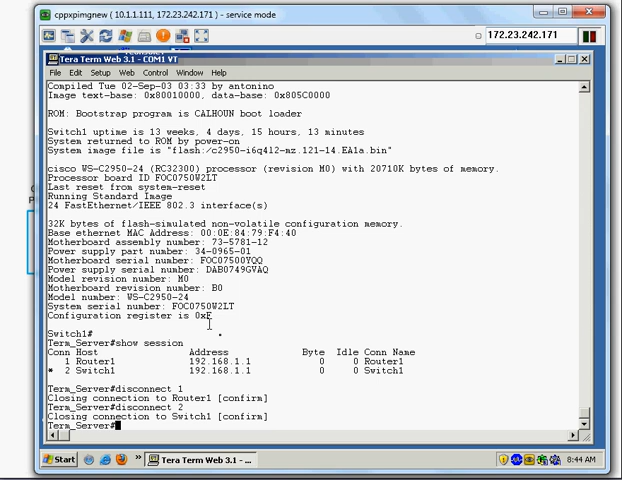 cppxpimgnew ( 10.1.1.111, 172.23.242.171 ) - service mode
172.23.242.171
Tera Term Web 3.1 - COM1 VT
File Edit Setup Web Control Window Help
Compiled Tue 02-Sep-03 03:33 by antonino
Image text-base: 0x80010000, data-base: 0x805C0000
ROM: Bootstrap program is CALHOUN boot loader
Switch1 uptime is 13 weeks, 4 days, 15 hours, 13 minutes
System returned to ROM by power-on
System image file is "flash:/c2950-i6q4l2-mz.121-14.EA1a.bin"
cisco WS-C2950-24 (RC32300) processor (revision M0) with 20710K bytes of memory.
Processor board ID FOC0750W2LT
Last reset from system-reset
Running Standard Image
24 FastEthernet/IEEE 802.3 interface(s)
32K bytes of flash-simulated non-volatile configuration memory.
Base ethernet MAC Address: 00:0E:84:79:F4:40
Motherboard assembly number: 73-5781-12
Power supply part number: 34-0965-01
Motherboard serial number: FOC07500YQQ
Power supply serial number: DAB0749GVAQ
Model revision number: M0
Motherboard revision number: B0
Model number: WS-C2950-24
System serial number: FOC0750W2LT
Configuration register is 0xF
Switch1#
Term_Server#show session
Conn Host Address Byte Idle Conn Name
1 Router1 192.168.1.1 0 0 Router1
* 2 Switch1 192.168.1.1 0 0 Switch1
Term_Server#disconnect 1
Closing connection to Router1 [confirm]
Term_Server#disconnect 2
Closing connection to Switch1 [confirm]
Term_Server#
Start » Tera Term Web 3.1 - ... 8:44 AM